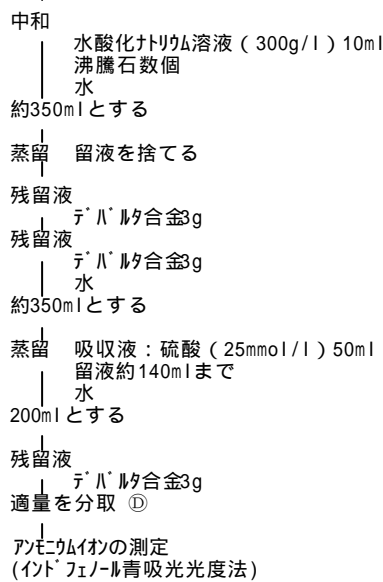 中和
水酸化ﾅﾄﾘｳﾑ溶液（300g/l）10ml
沸騰石数個
水
約350mlとする
蒸留 留液を捨てる
残留液
ﾃﾞﾊﾞﾙﾀ合金3g
残留液
ﾃﾞﾊﾞﾙﾀ合金3g
水
約350mlとする
蒸留 吸収液：硫酸（25mmol/l）50ml
留液約140mlまで
水
200mlとする
残留液
ﾃﾞﾊﾞﾙﾀ合金3g
適量を分取 Ⓓ
ｱﾝﾓﾆｳﾑｲｵﾝの測定
(ｲﾝﾄﾞﾌｪﾉｰﾙ青吸光光度法)